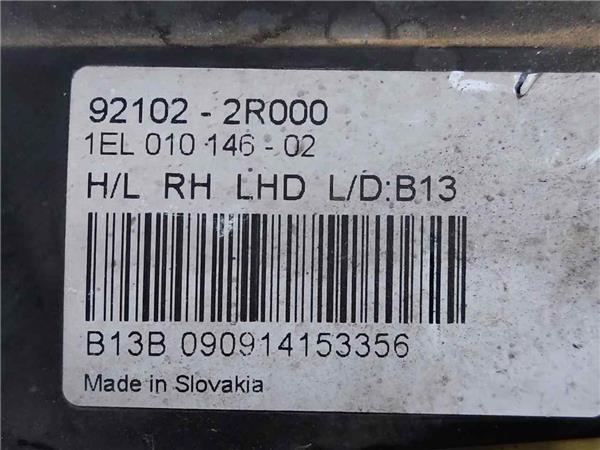 92102 - 2R000
1EL 010 146 - 02
H/L RH LHD L/D:B13
B13B 090914153356
Made in Slovakia